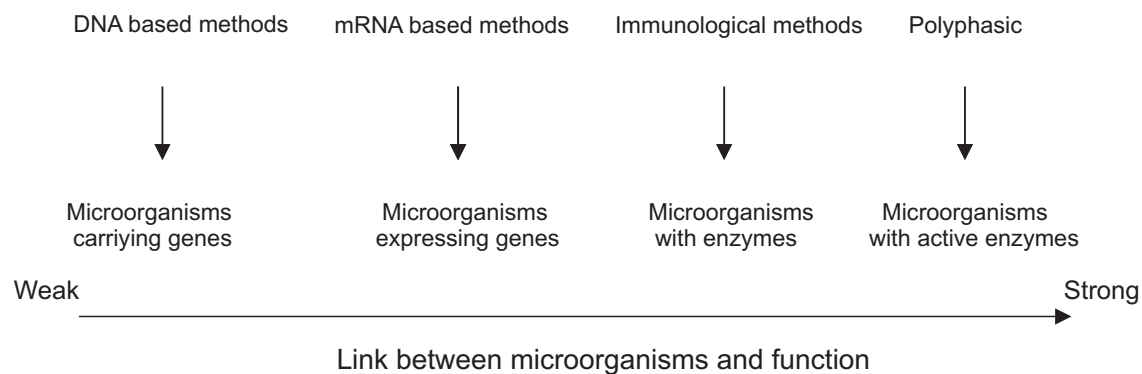 DNA based methods
mRNA based methods
Immunological methods
Polyphasic
Microorganisms
carriying genes
Microorganisms
expressing genes
Microorganisms
with enzymes
Microorganisms
with active enzymes
Weak
Strong
Link between microorganisms and function